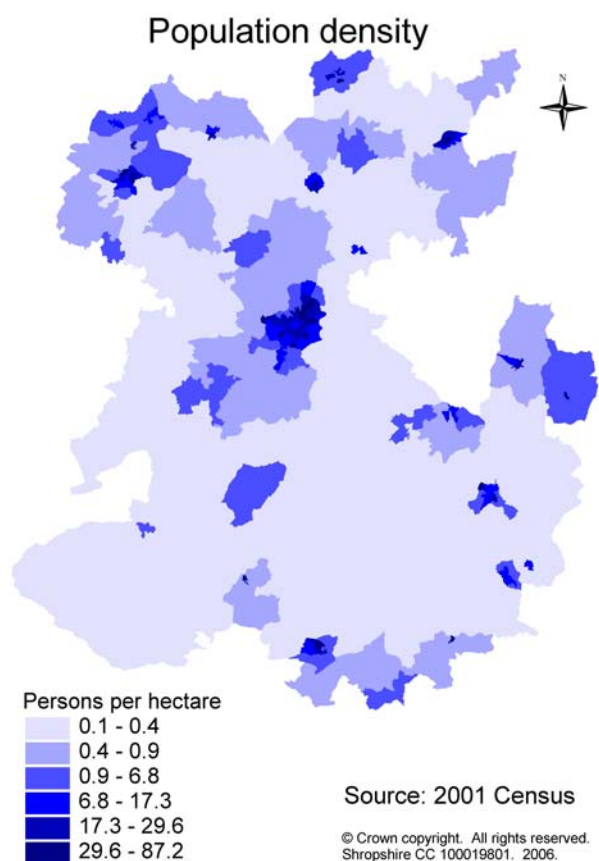 Population density
N
Persons per hectare
0.1 - 0.4
0.4 - 0.9
0.9 - 6.8
6.8 - 17.3
17.3 - 29.6
29.6 - 87.2
Source: 2001 Census
© Crown copyright. All rights reserved.
Shropshire CC 100019801. 2006.